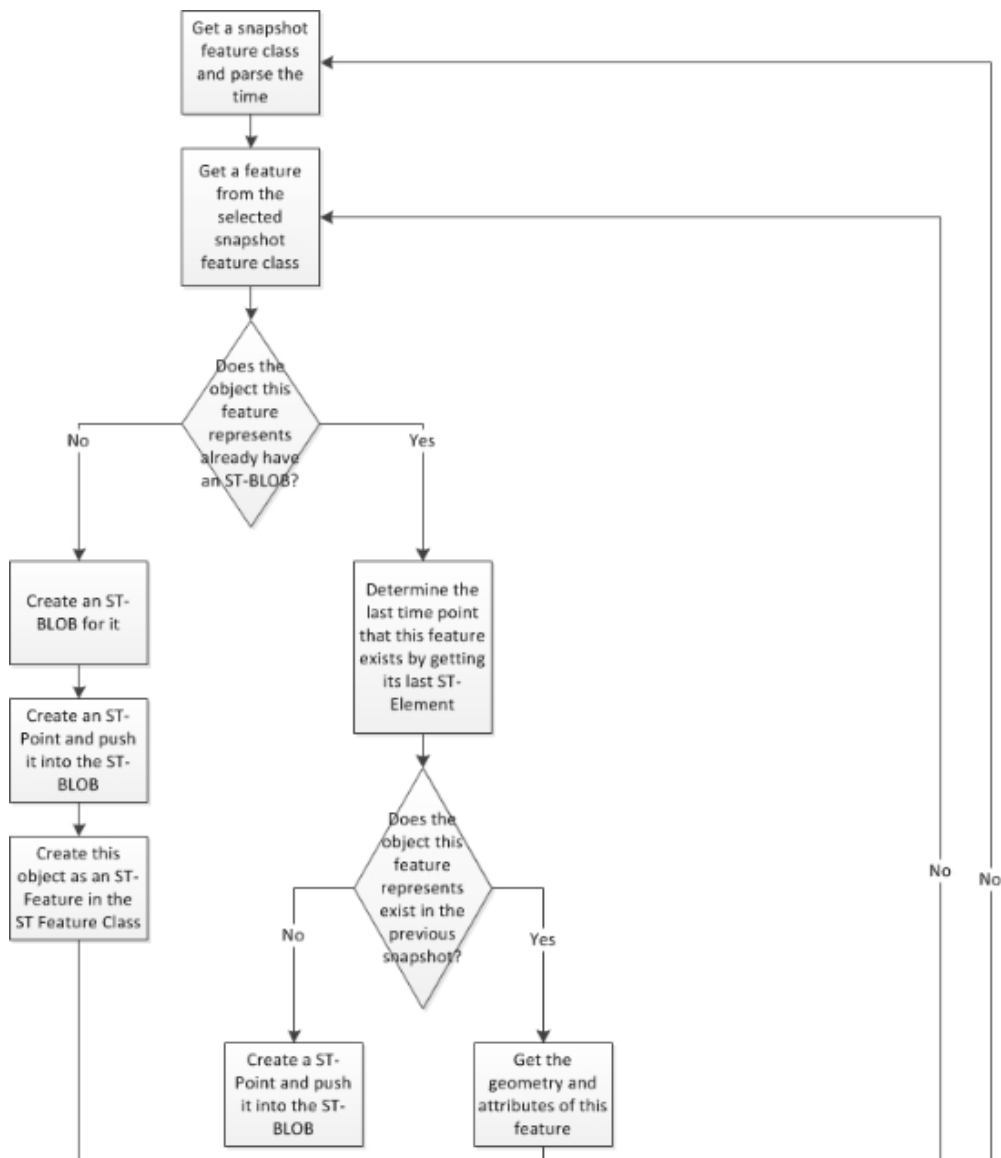 Get a snapshot
feature class
and parse the
time
Get a feature
from the
selected
snapshot
feature class
Does the
object this
feature
represents
already have
an ST-BLOB?
No
Yes
Create an ST-
BLOB for it
Determine the
last time point
that this feature
exists by getting
its last ST-
Element
Create an ST-
Point and push
it into the ST-
BLOB
Create this
object as an ST-
Feature in the
ST Feature Class
Does the
object this
feature
represents
exist in the
previous
snapshot?
No
Yes
No
No
Create a ST-
Point and push
it into the ST-
BLOB
Get the
geometry and
attributes of this
feature